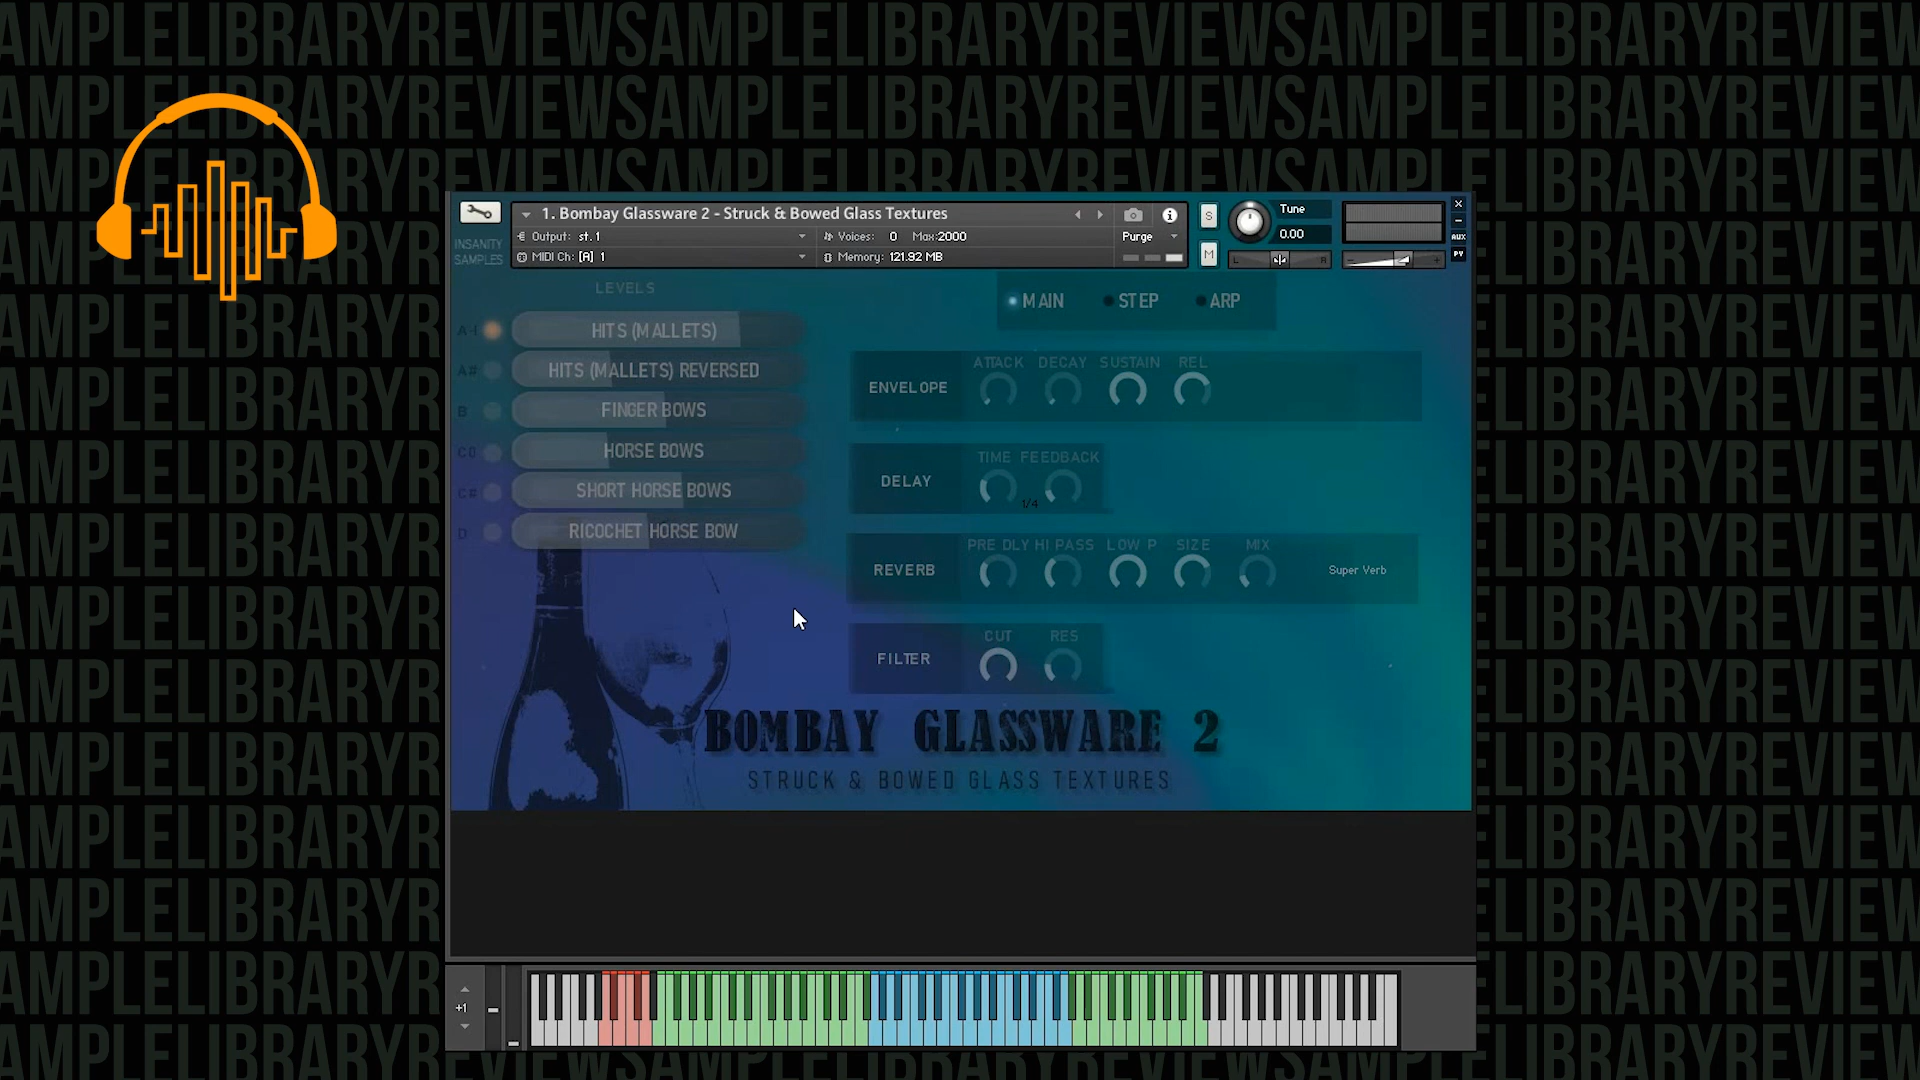 AMPLELIBRARYREVIEWSAMPLELIBRARYREVIEWSAMPLELIBRARYREVIEW
1. Bombay Glassware 2 - Struck & Bowed Glass Textures
Output: st.1
Voices: 0 Max: 2000
Purge
MIDI Ch: [A] 1
Memory: 121.92 MB
S
M
Tune
0.00
L R
AUX
PV
INSANITY
SAMPLES
LEVELS
MAIN STEP ARP
HITS (MALLETS)
A# HITS (MALLETS) REVERSED
B FINGER BOWS
C0 HORSE BOWS
C# SHORT HORSE BOWS
D RICOCHET HORSE BOW
ENVELOPE
ATTACK DECAY SUSTAIN REL
DELAY
TIME FEEDBACK
1/4
REVERB
PRE DLY HI PASS LOW P SIZE MIX
Super Verb
FILTER
CUT RES
BOMBAY GLASSWARE 2
STRUCK & BOWED GLASS TEXTURES
+1